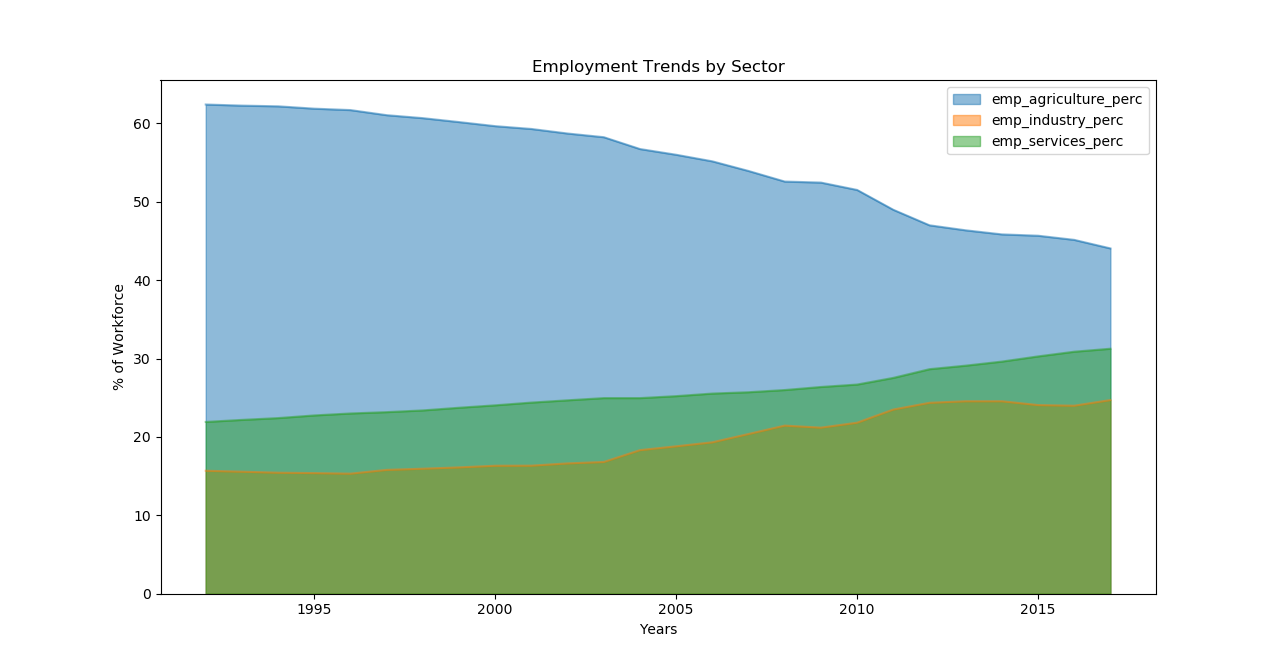 Employment Trends by Sector
emp_agriculture_perc
emp_industry_perc
emp_services_perc
% of Workforce
60
50
40
30
20
10
0
1995 2000 2005 2010 2015
Years